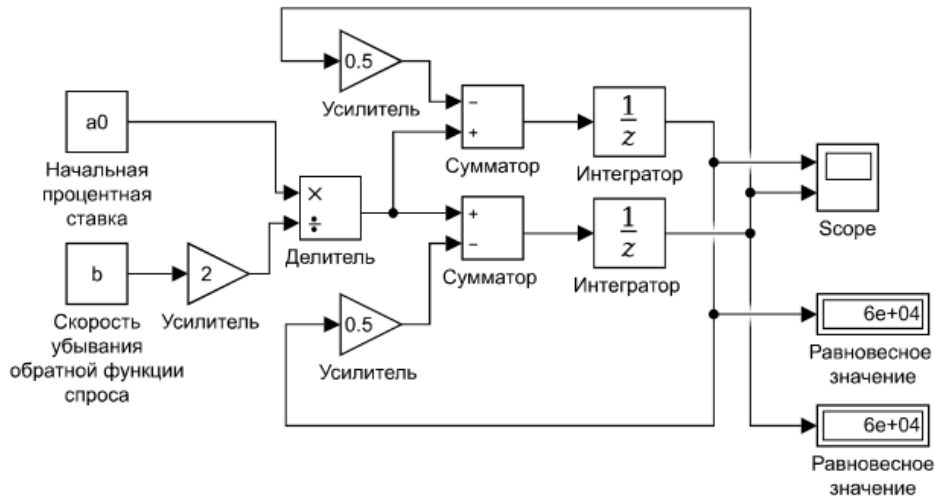 0.5
Усилитель
a0
Начальная
процентная
ставка
−
+
Сумматор
1
z
Интегратор
×
÷
Делитель
Scope
b
Скорость
убывания
обратной функции
спроса
2
Усилитель
+
−
Сумматор
1
z
Интегратор
0.5
Усилитель
6e+04
Равновесное
значение
6e+04
Равновесное
значение